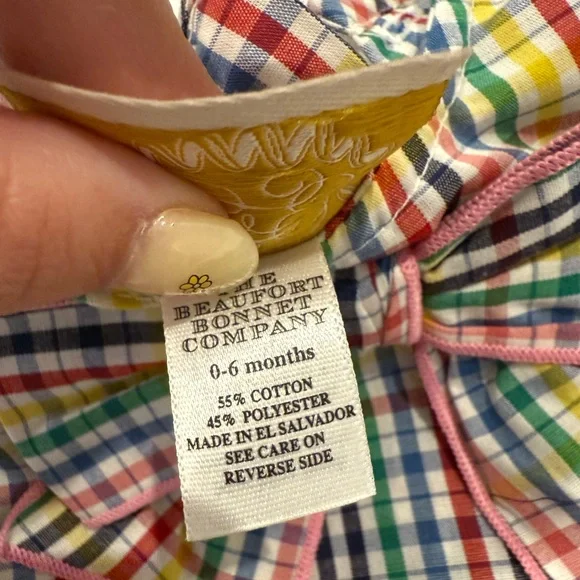 THE
BEAUFORT
BONNET
COMPANY
0-6 months
55% COTTON
45% POLYESTER
MADE IN EL SALVADOR
SEE CARE ON
REVERSE SIDE